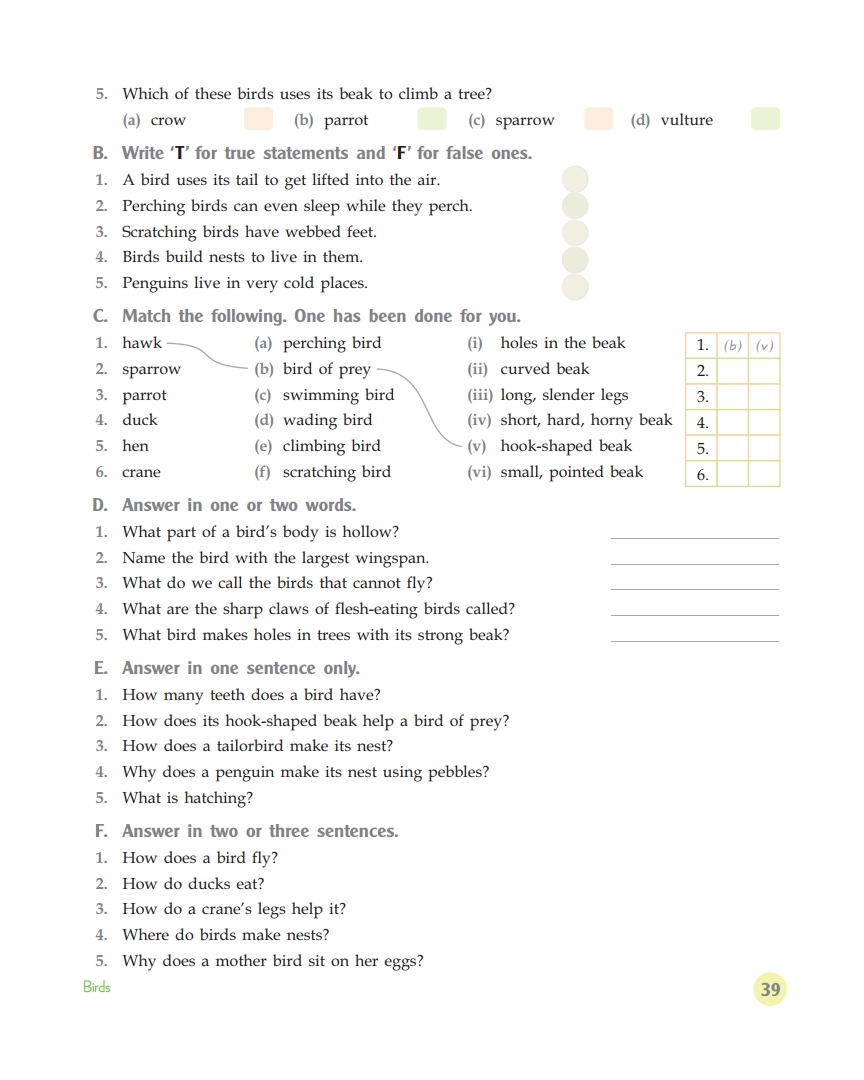 5. Which of these birds uses its beak to climb a tree?
(a) crow (b) parrot (c) sparrow (d) vulture
B. Write ‘T’ for true statements and ‘F’ for false ones.
1. A bird uses its tail to get lifted into the air.
2. Perching birds can even sleep while they perch.
3. Scratching birds have webbed feet.
4. Birds build nests to live in them.
5. Penguins live in very cold places.
C. Match the following. One has been done for you.
1. hawk (a) perching bird (i) holes in the beak 1. (b) (v)
2. sparrow (b) bird of prey (ii) curved beak 2.
3. parrot (c) swimming bird (iii) long, slender legs 3.
4. duck (d) wading bird (iv) short, hard, horny beak 4.
5. hen (e) climbing bird (v) hook-shaped beak 5.
6. crane (f) scratching bird (vi) small, pointed beak 6.
D. Answer in one or two words.
1. What part of a bird’s body is hollow?
2. Name the bird with the largest wingspan.
3. What do we call the birds that cannot fly?
4. What are the sharp claws of flesh-eating birds called?
5. What bird makes holes in trees with its strong beak?
E. Answer in one sentence only.
1. How many teeth does a bird have?
2. How does its hook-shaped beak help a bird of prey?
3. How does a tailorbird make its nest?
4. Why does a penguin make its nest using pebbles?
5. What is hatching?
F. Answer in two or three sentences.
1. How does a bird fly?
2. How do ducks eat?
3. How do a crane’s legs help it?
4. Where do birds make nests?
5. Why does a mother bird sit on her eggs?
Birds 39